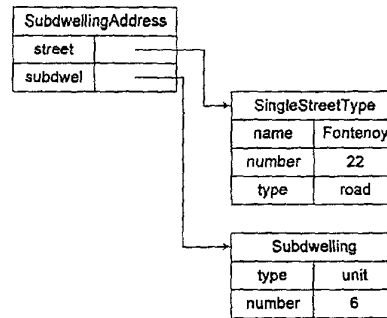 SubdwellingAddress
street
subdwel
SingleStreetType
name Fontenoy
number 22
type road
Subdwelling
type unit
number 6